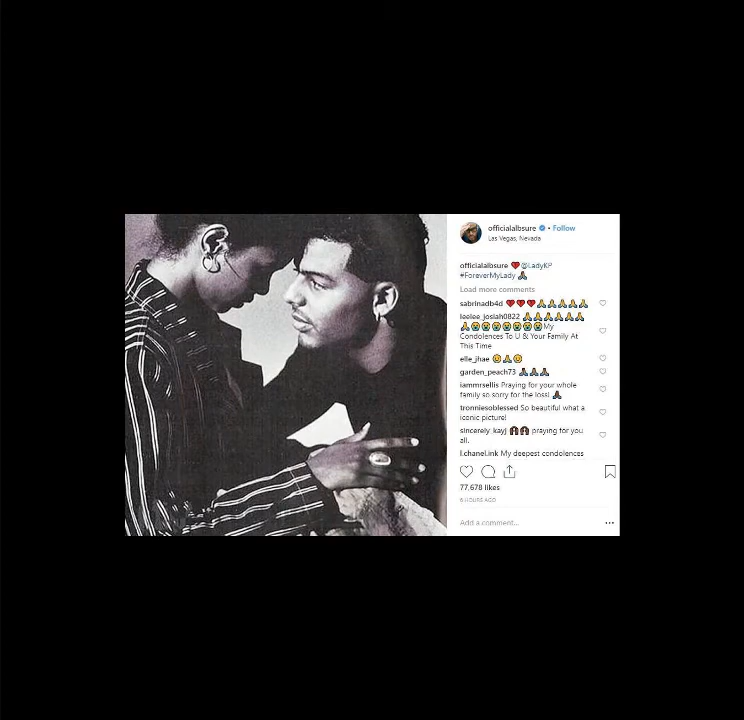 officialalbsure • Follow
Las Vegas, Nevada
officialalbsure ❤️@LadyKP
#ForeverMyLady 🙏🏾
Load more comments
sabrinadb4d ❤️❤️❤️🙏🙏🙏🙏🙏
leelee_josiah0822 🙏🙏🙏🙏🙏🙏
🙏😭😭😭😭😭😭😭My
Condolences To U & Your Family At
This Time
elle_jhae 😔🙏😔
garden_peach73 🙏🏽🙏🏽🙏🏽
iammrsellis Praying for your whole
family so sorry for the loss! 🙏🏾
tronniesoblessed So beautiful what a
iconic picture!
sincerely_kayj praying for you
all.
l.chanel.ink My deepest condolences
77,678 likes
6 HOURS AGO
Add a comment...